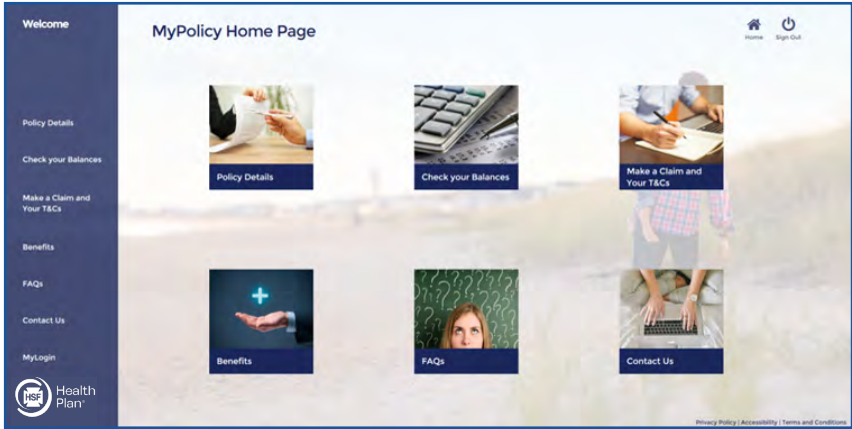 Welcome
MyPolicy Home Page
Home
Sign Out
Policy Details
Check your Balances
Make a Claim and
Your T&Cs
Benefits
FAQs
Contact Us
MyLogin
HSF
Health
Plan
Policy Details
Check your Balances
Make a Claim and
Your T&Cs
Benefits
FAQs
Contact Us
Privacy Policy | Accessibility | Terms and Conditions